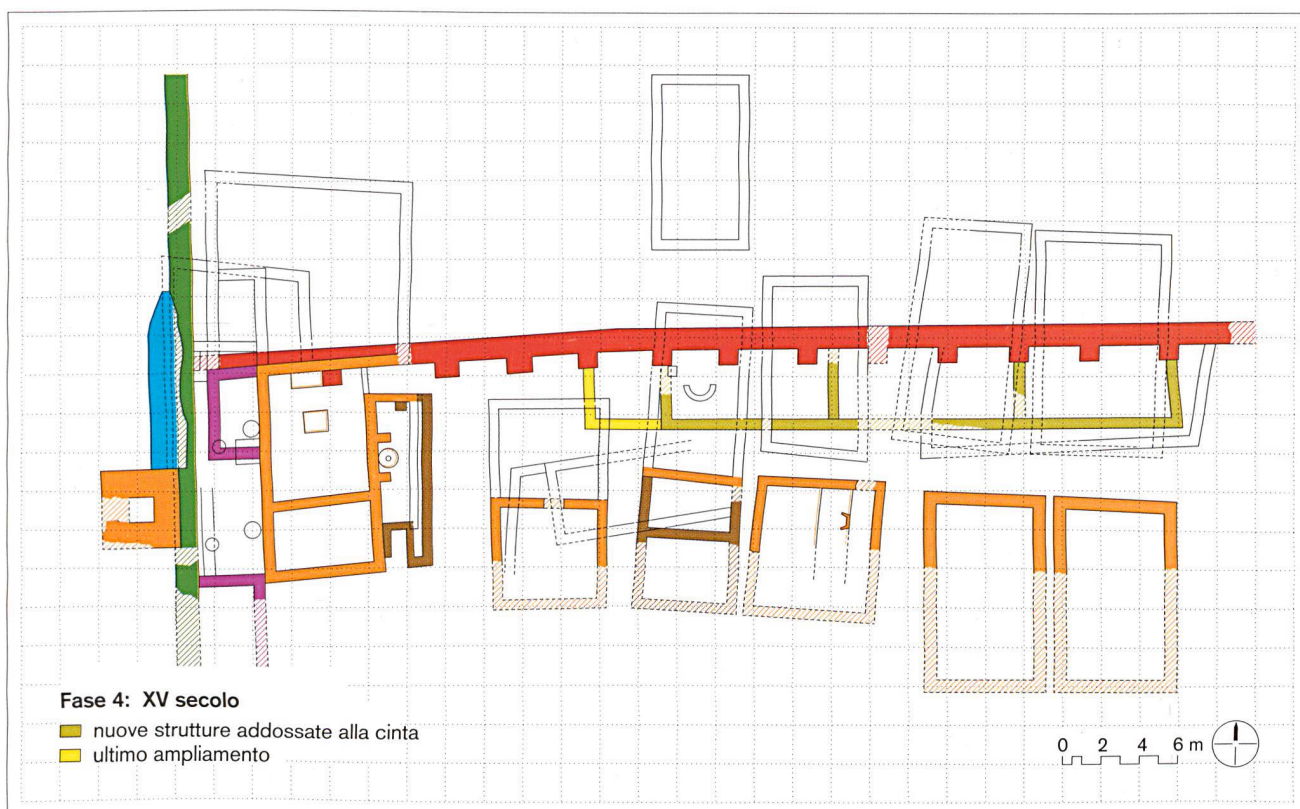 Fase 4: XV secolo
nuove strutture addossate alla cinta
ultimo ampliamento
0 2 4 6 m